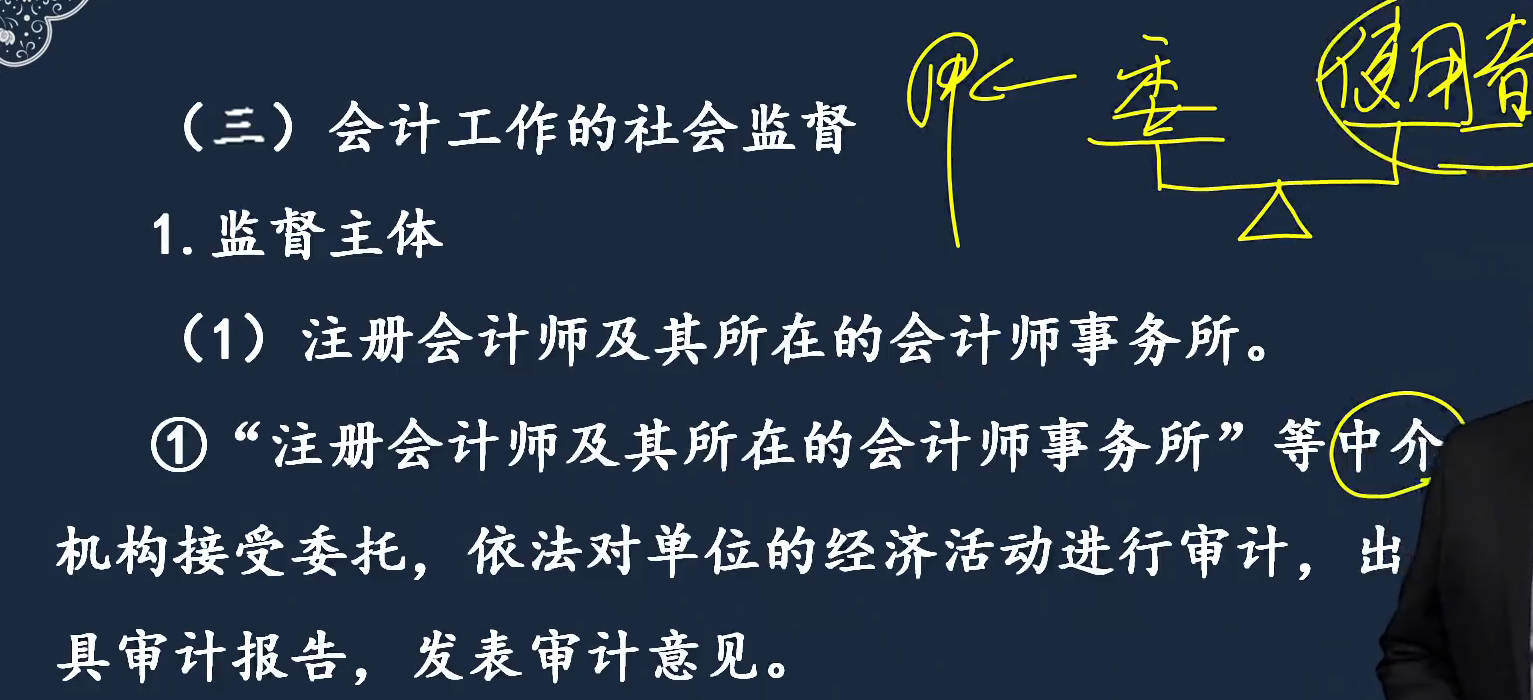 甲 委 使用者
（三）会计工作的社会监督
1.监督主体
（1）注册会计师及其所在的会计师事务所。
①“注册会计师及其所在的会计师事务所”等中介
机构接受委托，依法对单位的经济活动进行审计，出
具审计报告，发表审计意见。